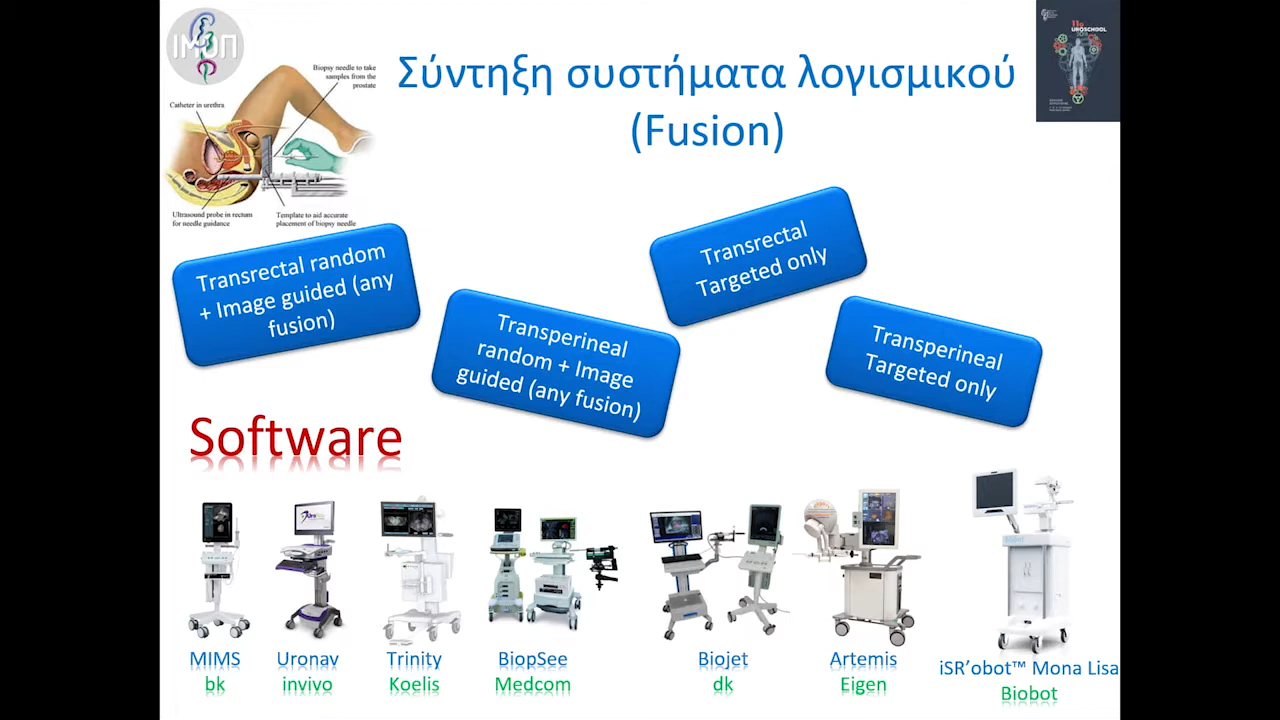 ΙΜΟΠ
11ο
UROSCHOOL
Σύντηξη συστήματα λογισμικού
(Fusion)
Biopsy needle to take
samples from the
prostate
Catheter in urethra
Ultrasound probe in rectum
for needle guidance
Template to aid accurate
placement of biopsy needle
Transrectal random
+ Image guided (any
fusion)
Transperineal
random + Image
guided (any fusion)
Transrectal
Targeted only
Transperineal
Targeted only
Software
MIMS
bk
Uronav
invivo
Trinity
Koelis
BiopSee
Medcom
Biojet
dk
Artemis
Eigen
iSR’obot™ Mona Lisa
Biobot